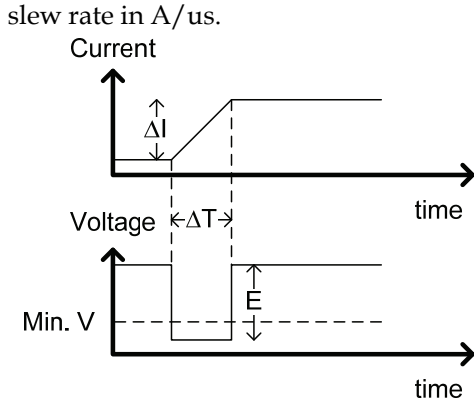 slew rate in A/us.
Current
ΔI
time
Voltage
ΔT
E
Min. V
time